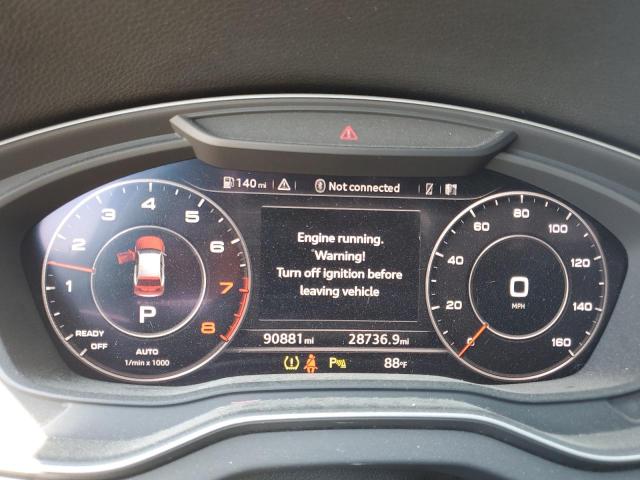 140 mi Not connected
Engine running.
Warning!
Turn off ignition before
leaving vehicle
1 2 3 4 5 6 7 8
P
READY
OFF
AUTO
1/min x 1000
0 20 40 60 80 100 120 140 160
0
MPH
90881 mi 28736.9 mi
P 88°F